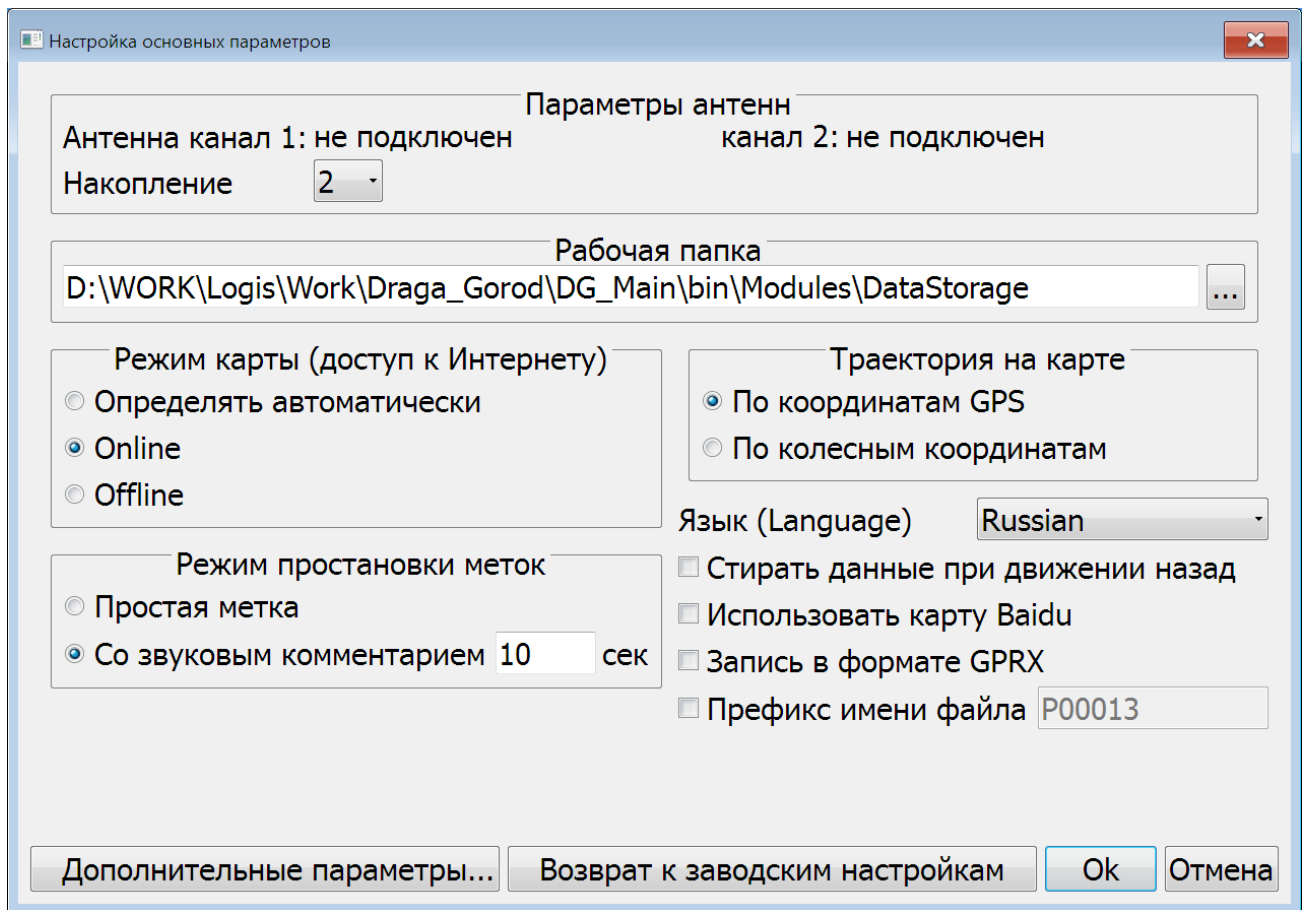 Настройка основных параметров
Параметры антенн
Антенна канал 1: не подключен канал 2: не подключен
Накопление 2
Рабочая папка
D:\WORK\Logis\Work\Draga_Gorod\DG_Main\bin\Modules\DataStorage ...
Режим карты (доступ к Интернету)
Определять автоматически
Online
Offline
Траектория на карте
По координатам GPS
По колесным координатам
Язык (Language) Russian
Режим простановки меток
Простая метка
Со звуковым комментарием 10 сек
Стирать данные при движении назад
Использовать карту Baidu
Запись в формате GPRX
Префикс имени файла P00013
Дополнительные параметры... Возврат к заводским настройкам Ok Отмена